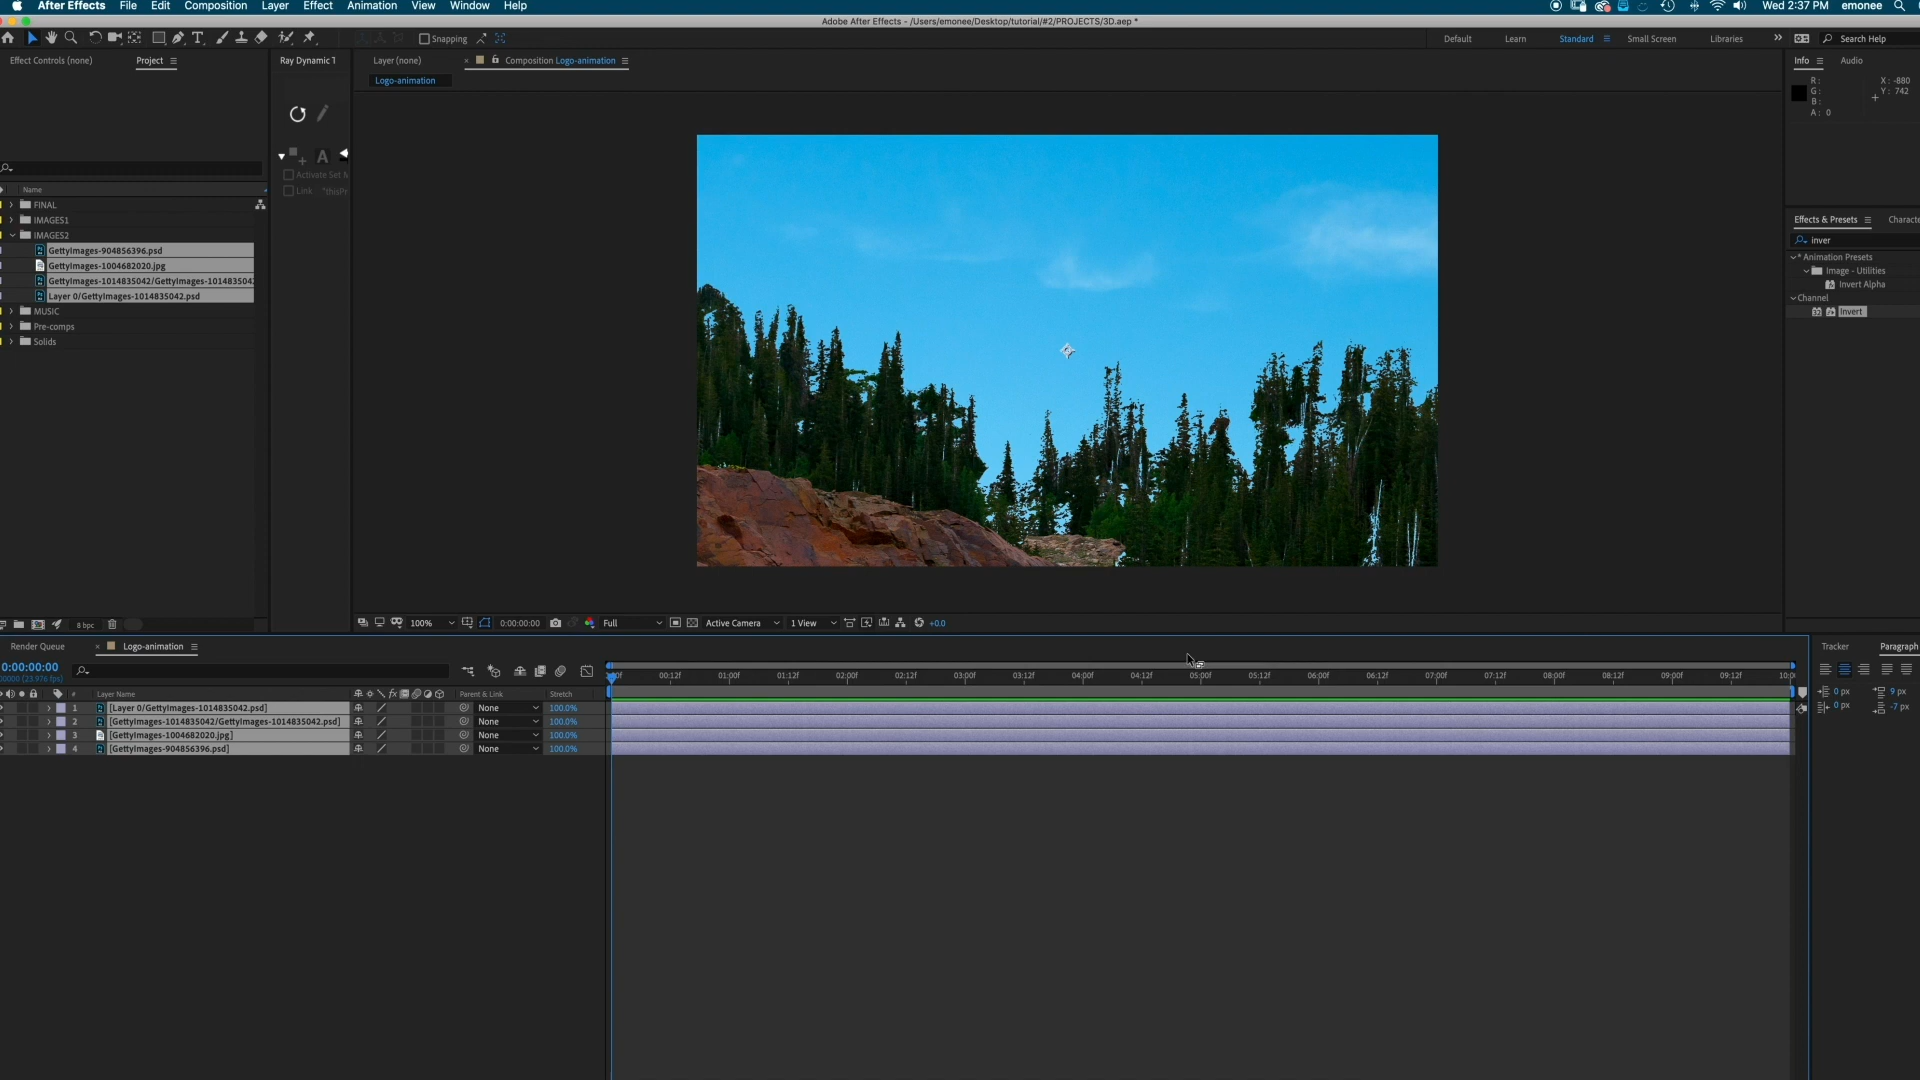 After Effects File Edit Composition Layer Effect Animation View Window Help Wed 2:37 PM emonee
Adobe After Effects - /Users/emonee/Desktop/tutorial/#2/PROJECTS/3D.aep *
Snapping Default Learn Standard Small Screen Libraries Search Help
Effect Controls (none) Project Ray Dynamic T Layer (none) Composition Logo-animation Info Audio
Logo-animation
R:
G:
B:
A: 0
X: -880
Y: 742
A
Activate Set M
Link "thisPr
Name
FINAL
IMAGES1
IMAGES2
GettyImages-904856396.psd
GettyImages-1004682020.jpg
GettyImages-1014835042/GettyImages-101483504
Layer 0/GettyImages-1014835042.psd
MUSIC
Pre-comps
Solids
Effects & Presets Characte
inver
* Animation Presets
Image - Utilities
Invert Alpha
Channel
Invert
8 bpc
100% 0:00:00:00 Full Active Camera 1 View +0.0
Render Queue Logo-animation Tracker Paragraph
0:00:00:00
00000 (23.976 fps)
00:12f 01:00f 01:12f 02:00f 02:12f 03:00f 03:12f 04:00f 04:12f 05:00f 05:12f 06:00f 06:12f 07:00f 07:12f 08:00f 08:12f 09:00f 09:12f 10:0
# Layer Name Parent & Link Stretch
1 [Layer 0/GettyImages-1014835042.psd] None 100.0%
2 [GettyImages-1014835042/GettyImages-1014835042.psd] None 100.0%
3 [GettyImages-1004682020.jpg] None 100.0%
4 [GettyImages-904856396.psd] None 100.0%
0 px 9 px
0 px -7 px